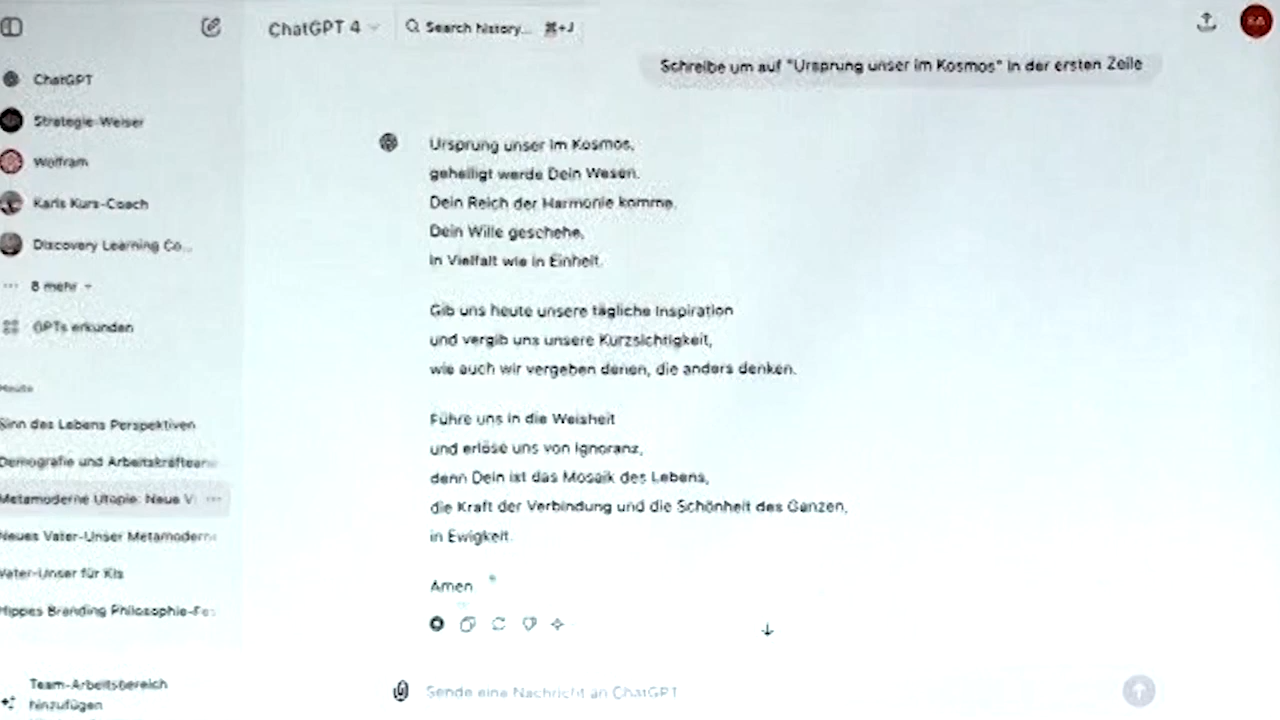 ChatGPT 4
Search history... ⌘+J
KA
Schreibe um auf "Ursprung unser im Kosmos" in der ersten Zeile
ChatGPT
Strategie-Weiser
Wolfram
Karls Kurs-Coach
Discovery Learning Co...
8 mehr
GPTs erkunden
Heute
Sinn des Lebens Perspektiven
Demografie und Arbeitskräfteans
Metamoderne Utopie: Neue V
Neues Vater-Unser Metamoderne
Vater-Unser für KIs
Hippes Branding Philosophie-Fes
Team-Arbeitsbereich
hinzufügen
Ursprung unser im Kosmos,
geheiligt werde Dein Wesen.
Dein Reich der Harmonie komme,
Dein Wille geschehe,
in Vielfalt wie in Einheit.
Gib uns heute unsere tägliche Inspiration
und vergib uns unsere Kurzsichtigkeit,
wie auch wir vergeben denen, die anders denken.
Führe uns in die Weisheit
und erlöse uns von Ignoranz,
denn Dein ist das Mosaik des Lebens,
die Kraft der Verbindung und die Schönheit des Ganzen,
in Ewigkeit.
Amen
Sende eine Nachricht an ChatGPT